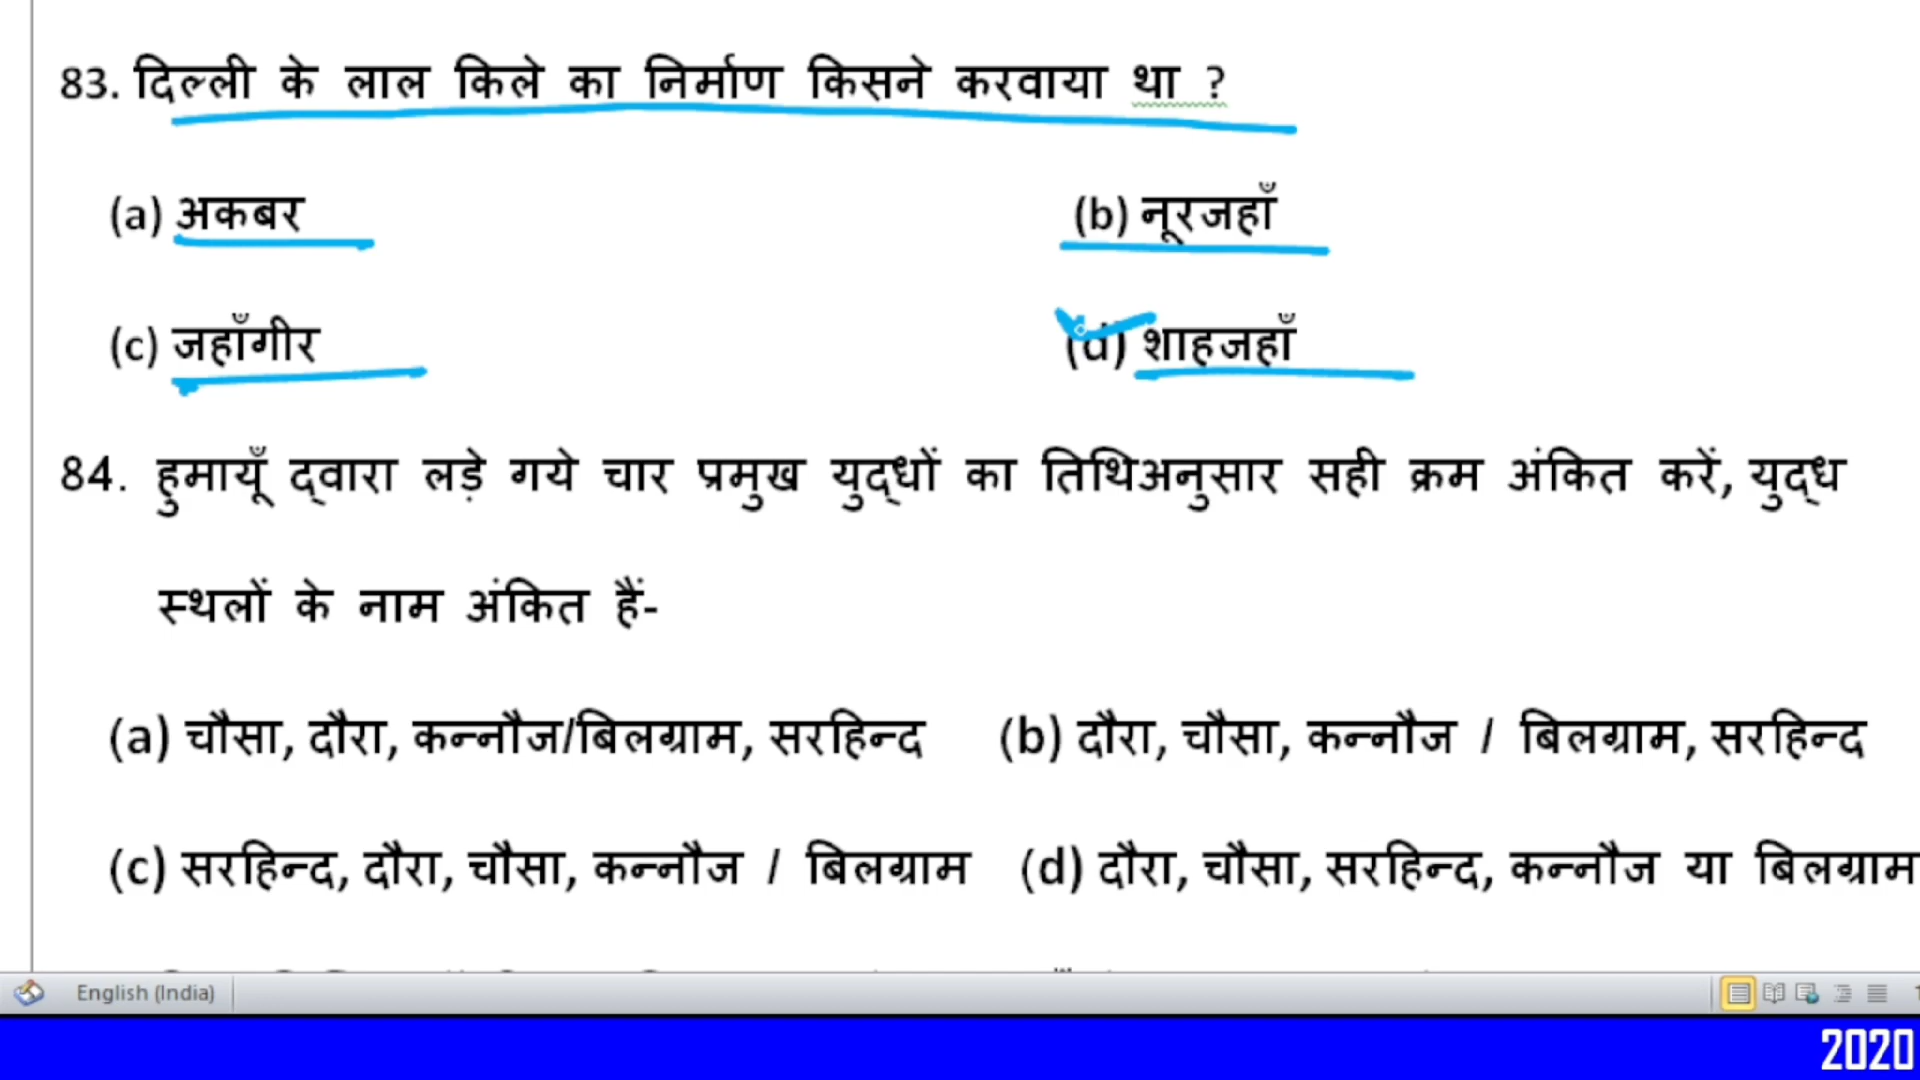 83. दिल्ली के लाल किले का निर्माण किसने करवाया था ?
(a) अकबर (b) नूरजहाँ
(c) जहाँगीर (d) शाहजहाँ
84. हुमायूँ द्वारा लड़े गये चार प्रमुख युद्धों का तिथिअनुसार सही क्रम अंकित करें, युद्ध
स्थलों के नाम अंकित हैं-
(a) चौसा, दौरा, कन्नौज/बिलग्राम, सरहिन्द (b) दौरा, चौसा, कन्नौज / बिलग्राम, सरहिन्द
(c) सरहिन्द, दौरा, चौसा, कन्नौज / बिलग्राम (d) दौरा, चौसा, सरहिन्द, कन्नौज या बिलग्राम
English (India)
2020